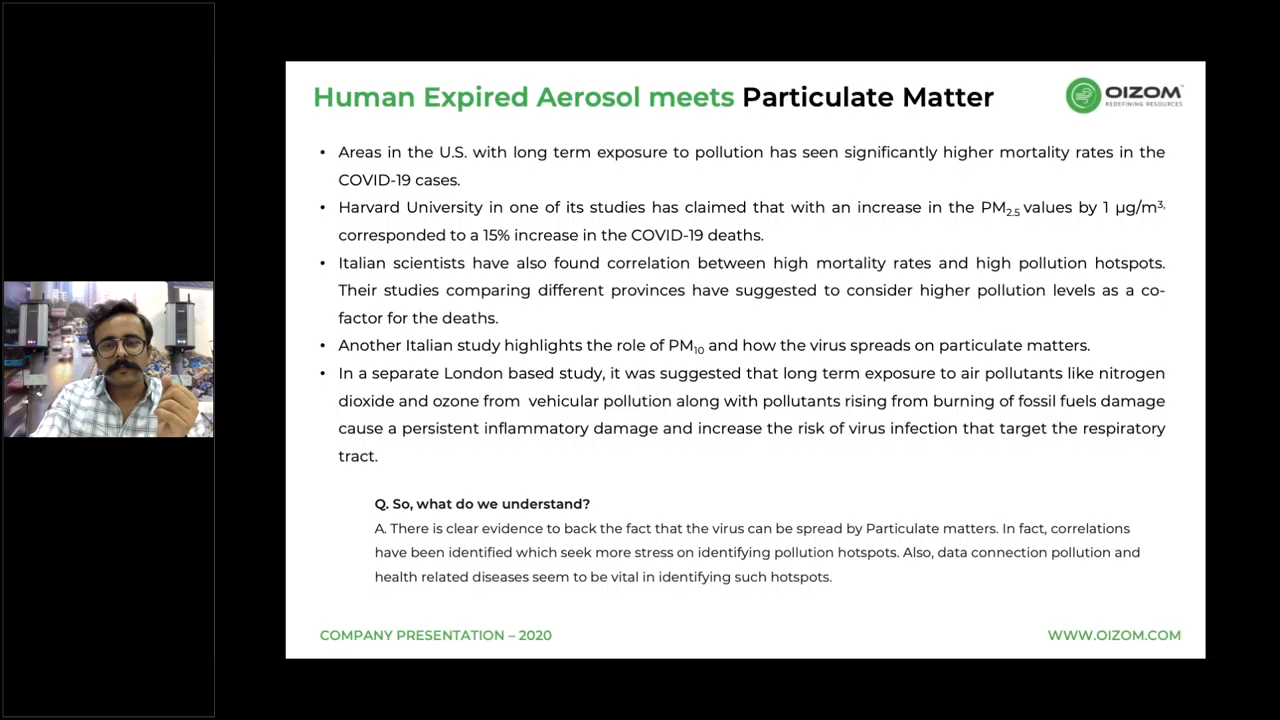 Human Expired Aerosol meets Particulate Matter
OIZOM™
REDEFINING RESOURCES
• Areas in the U.S. with long term exposure to pollution has seen significantly higher mortality rates in the
COVID-19 cases.
• Harvard University in one of its studies has claimed that with an increase in the PM2.5 values by 1 µg/m3,
corresponded to a 15% increase in the COVID-19 deaths.
• Italian scientists have also found correlation between high mortality rates and high pollution hotspots.
Their studies comparing different provinces have suggested to consider higher pollution levels as a co-
factor for the deaths.
• Another Italian study highlights the role of PM10 and how the virus spreads on particulate matters.
• In a separate London based study, it was suggested that long term exposure to air pollutants like nitrogen
dioxide and ozone from vehicular pollution along with pollutants rising from burning of fossil fuels damage
cause a persistent inflammatory damage and increase the risk of virus infection that target the respiratory
tract.
Q. So, what do we understand?
A. There is clear evidence to back the fact that the virus can be spread by Particulate matters. In fact, correlations
have been identified which seek more stress on identifying pollution hotspots. Also, data connection pollution and
health related diseases seem to be vital in identifying such hotspots.
COMPANY PRESENTATION – 2020
WWW.OIZOM.COM